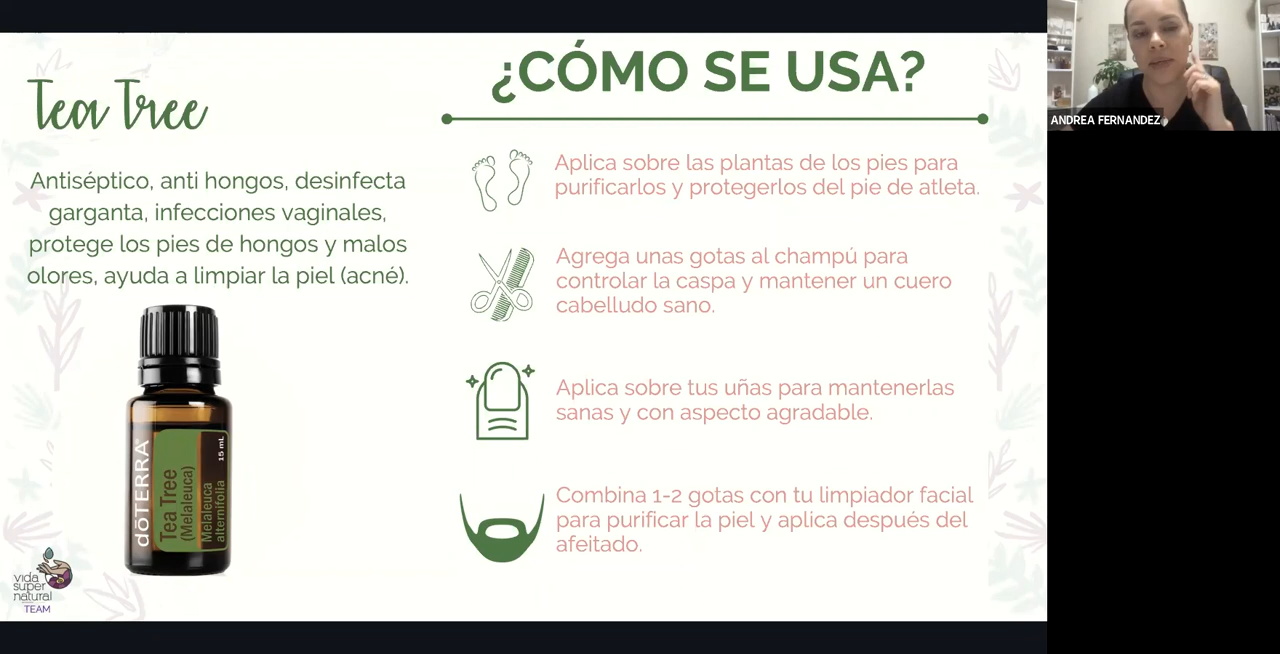 Tea Tree
Antiséptico, anti hongos, desinfecta
garganta, infecciones vaginales,
protege los pies de hongos y malos
olores, ayuda a limpiar la piel (acné).
dōTERRA
Tea Tree
(Melaleuca)
Melaleuca
alternifolia
15 mL
vida
super
natural
TEAM
¿CÓMO SE USA?
Aplica sobre las plantas de los pies para
purificarlos y protegerlos del pie de atleta.
Agrega unas gotas al champú para
controlar la caspa y mantener un cuero
cabelludo sano.
Aplica sobre tus uñas para mantenerlas
sanas y con aspecto agradable.
Combina 1-2 gotas con tu limpiador facial
para purificar la piel y aplica después del
afeitado.
ANDREA FERNANDEZ